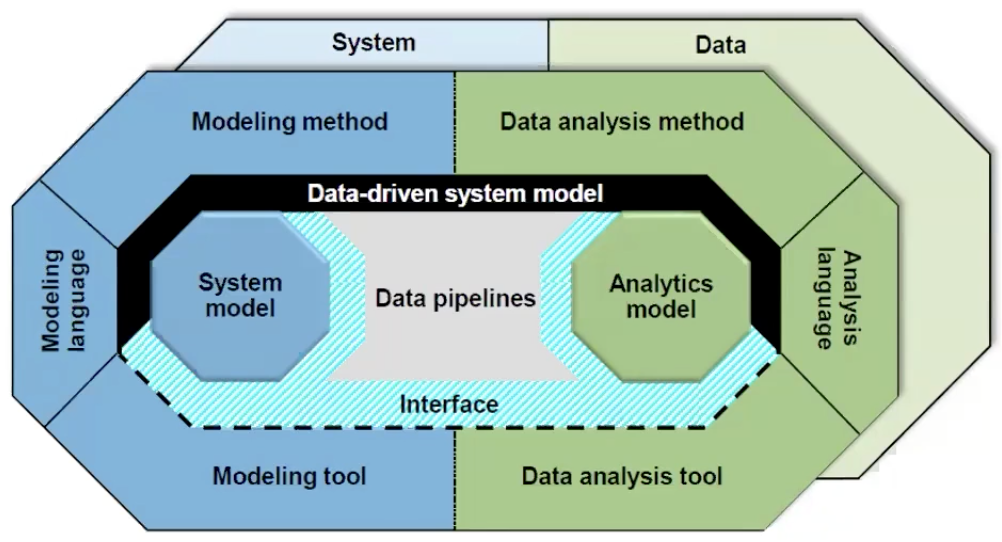 System
Data
Modeling method
Data analysis method
Data-driven system model
Modeling
language
System
model
Data pipelines
Analytics
model
Analysis
language
Interface
Modeling tool
Data analysis tool